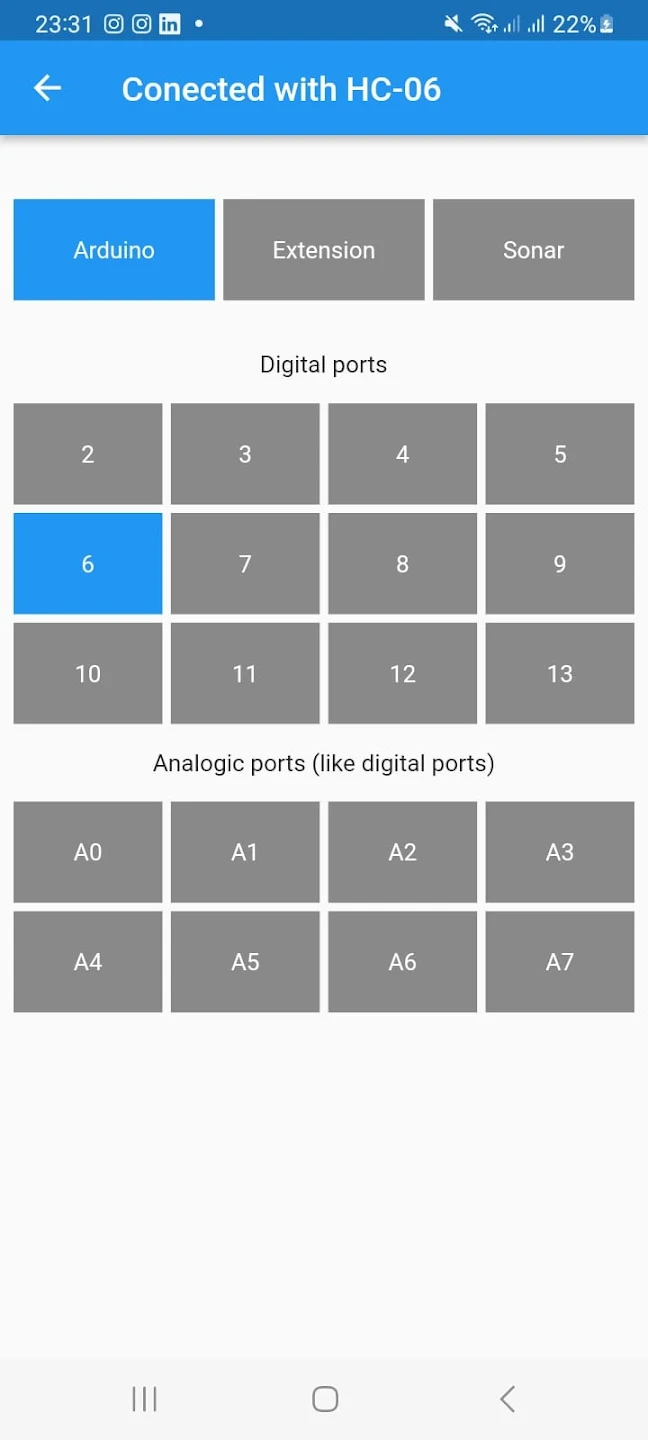 23:31 in 22%
Conected with HC-06
Arduino Extension Sonar
Digital ports
2 3 4 5
6 7 8 9
10 11 12 13
Analogic ports (like digital ports)
A0 A1 A2 A3
A4 A5 A6 A7